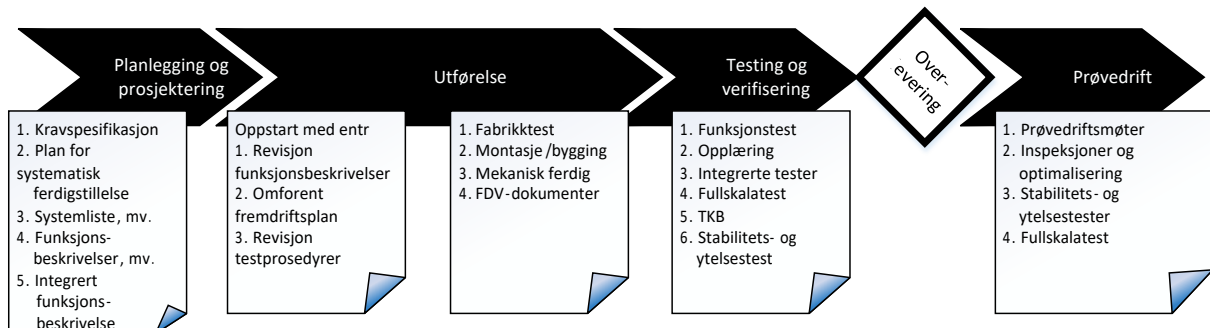 Planlegging og
prosjektering
Utførelse
Testing og
verifisering
Over-
levering
Prøvedrift
1. Kravspesifikasjon
2. Plan for
systematisk
ferdigstillelse
3. Systemliste, mv.
4. Funksjons-
beskrivelser, mv.
5. Integrert
funksjons-
beskrivelse
Oppstart med entr
1. Revisjon
funksjonsbeskrivelser
2. Omforent
fremdriftsplan
3. Revisjon
testprosedyrer
1. Fabrikktest
2. Montasje/bygging
3. Mekanisk ferdig
4. FDV-dokumenter
1. Funksjonstest
2. Opplæring
3. Integrerte tester
4. Fullskalatest
5. TKB
6. Stabilitets- og
ytelsestest
1. Prøvedriftsmøter
2. Inspeksjoner og
optimalisering
3. Stabilitets- og
ytelsestester
4. Fullskalatest